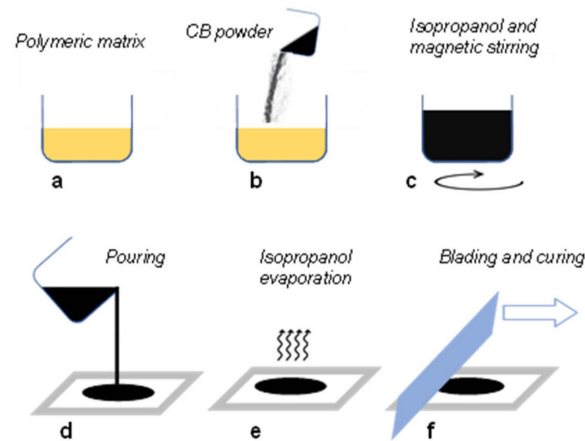 Polymeric matrix
CB powder
Isopropanol and
magnetic stirring
a
b
c
Pouring
Isopropanol
evaporation
Blading and curing
d
e
f